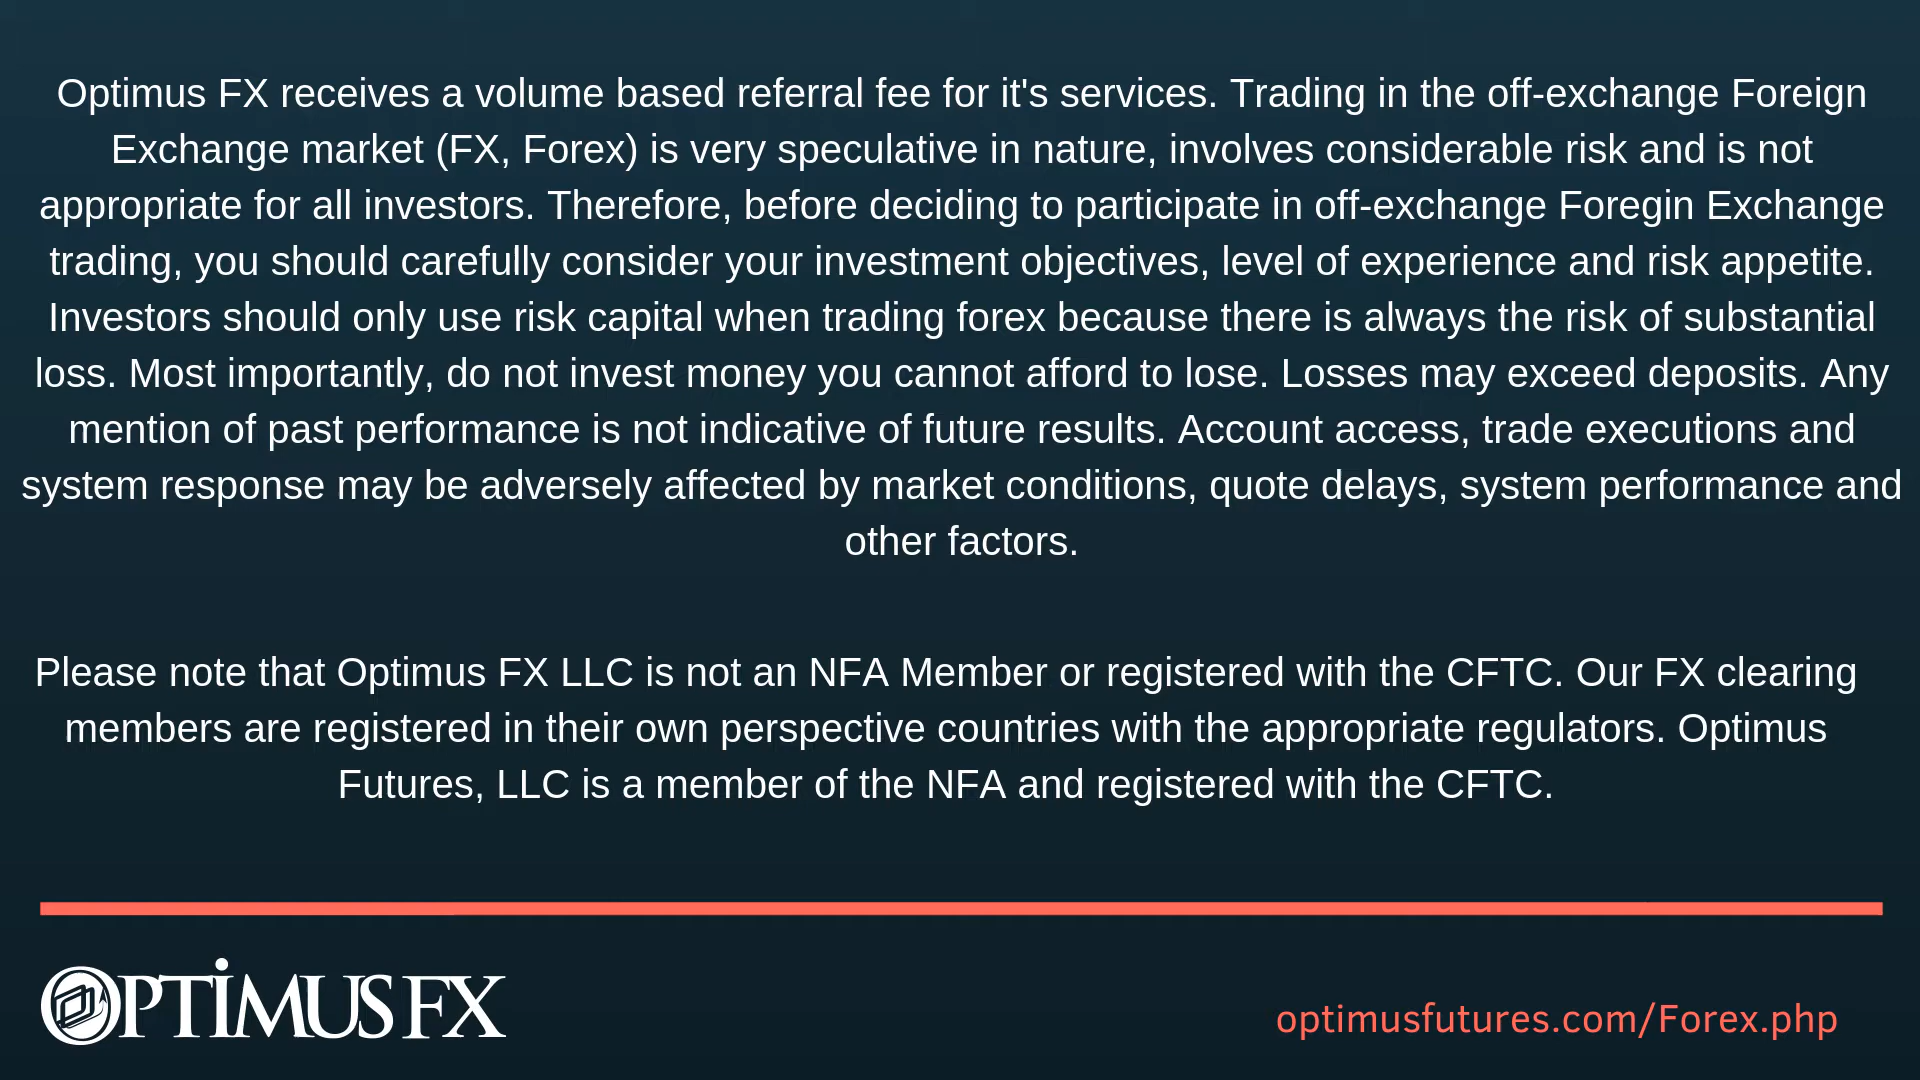 Optimus FX receives a volume based referral fee for it's services. Trading in the off-exchange Foreign
Exchange market (FX, Forex) is very speculative in nature, involves considerable risk and is not
appropriate for all investors. Therefore, before deciding to participate in off-exchange Foregin Exchange
trading, you should carefully consider your investment objectives, level of experience and risk appetite.
Investors should only use risk capital when trading forex because there is always the risk of substantial
loss. Most importantly, do not invest money you cannot afford to lose. Losses may exceed deposits. Any
mention of past performance is not indicative of future results. Account access, trade executions and
system response may be adversely affected by market conditions, quote delays, system performance and
other factors.
Please note that Optimus FX LLC is not an NFA Member or registered with the CFTC. Our FX clearing
members are registered in their own perspective countries with the appropriate regulators. Optimus
Futures, LLC is a member of the NFA and registered with the CFTC.
OPTIMUS FX
optimusfutures.com/Forex.php